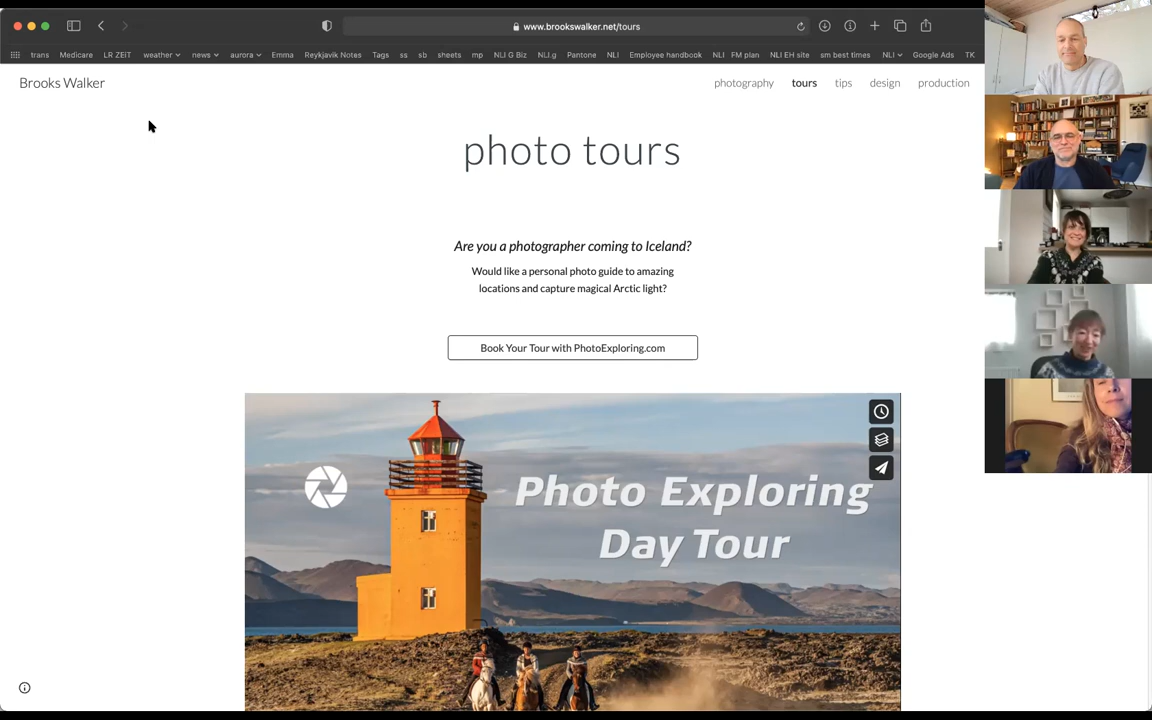 www.brookswalker.net/tours
trans Medicare LR ZEIT weather news aurora Emma Reykjavik Notes Tags ss sb sheets mp NLI G Biz NLI.g Pantone NLI Employee handbook NLI FM plan NLI EH site sm best times NLI Google Ads TK
Brooks Walker
photography tours tips design production
photo tours
Are you a photographer coming to Iceland?
Would like a personal photo guide to amazing
locations and capture magical Arctic light?
Book Your Tour with PhotoExploring.com
Photo Exploring
Day Tour